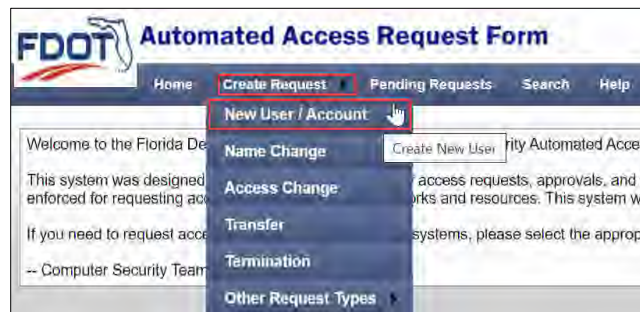 FDOT Automated Access Request Form
Home Create Request Pending Requests Search Help
New User / Account
Name Change
Access Change
Transfer
Termination
Other Request Types
Create New User
Welcome to the Florida De rity Automated Acce
This system was designed access requests, approvals, and
enforced for requesting acc rks and resources. This system w
If you need to request acce systems, please select the approp
-- Computer Security Team